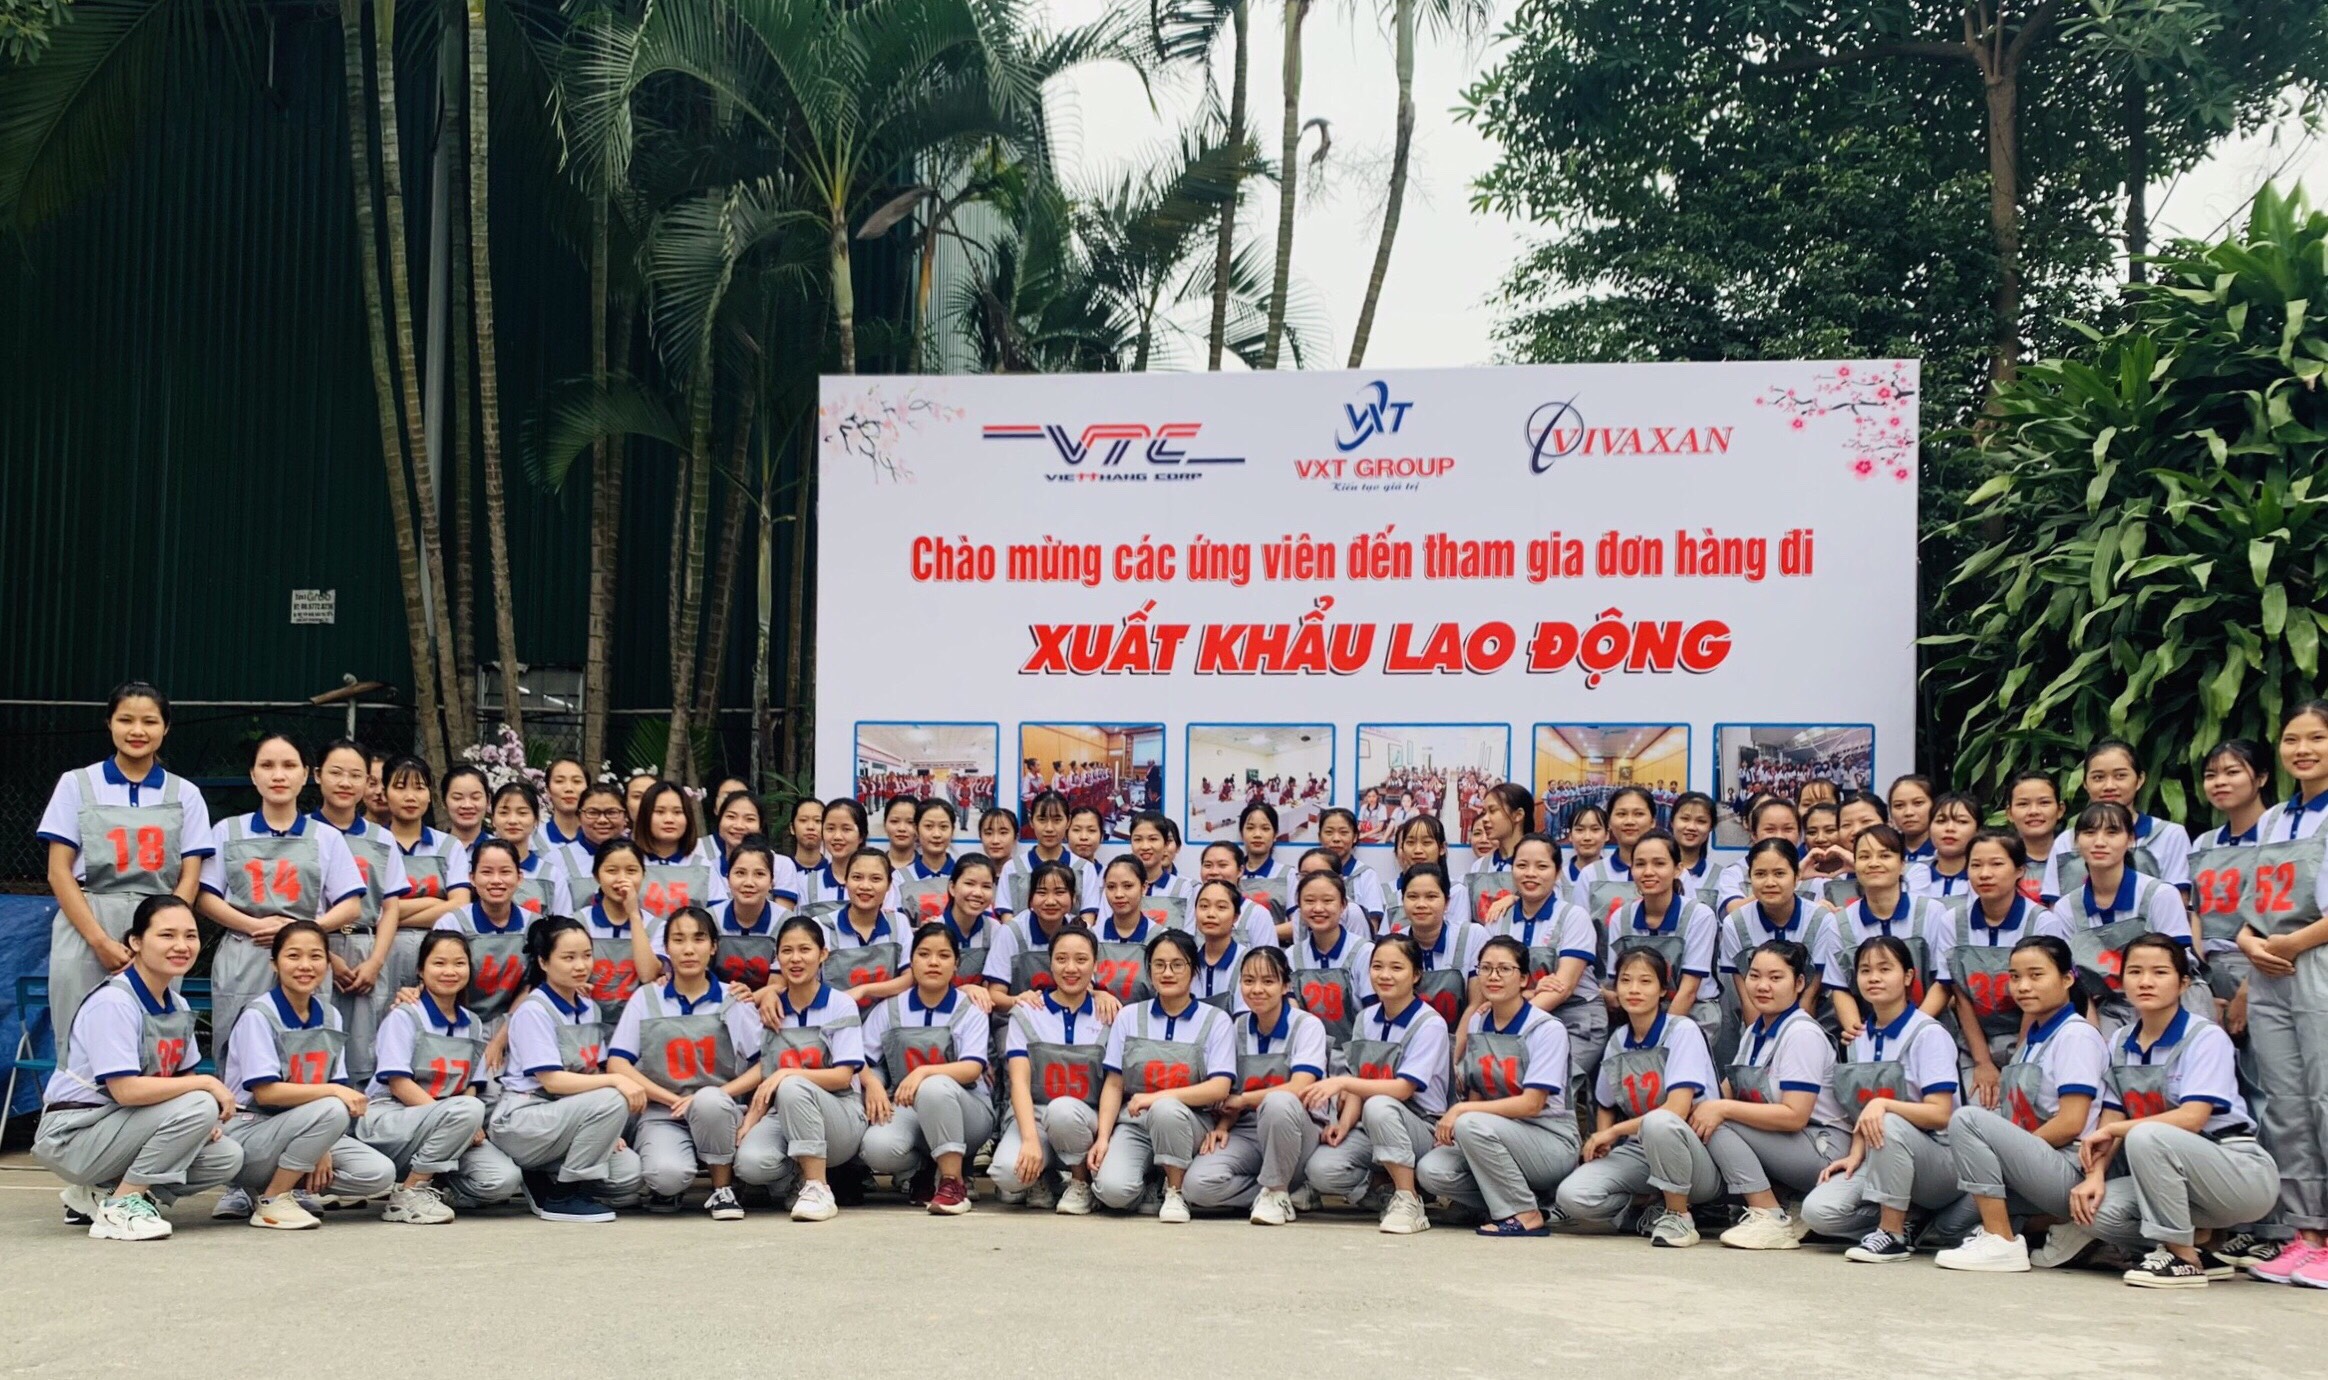 VTC
VIETTHANG CORP
VXT
VXT GROUP
Kiến tạo giá trị
VIVAXAN
Chào mừng các ứng viên đến tham gia đơn hàng đi
XUẤT KHẨU LAO ĐỘNG
18
14
45
33
52
44
22
27
29
47
17
01
05
06
11
12